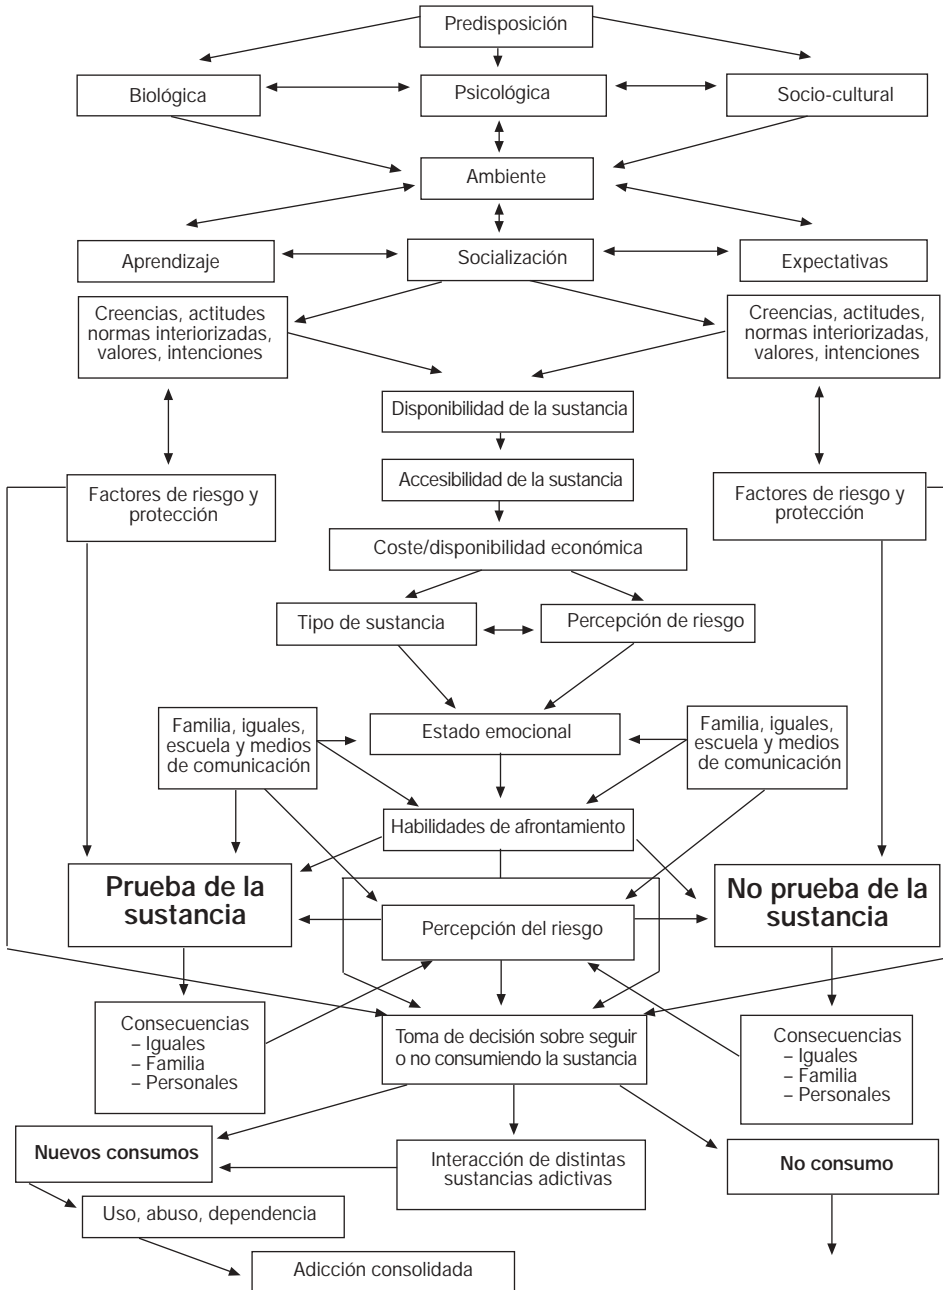 Predisposición
Biológica
Psicológica
Socio-cultural
Ambiente
Aprendizaje
Socialización
Expectativas
Creencias, actitudes
normas interiorizadas,
valores, intenciones
Creencias, actitudes,
normas interiorizadas,
valores, intenciones
Disponibilidad de la sustancia
Accesibilidad de la sustancia
Factores de riesgo y
protección
Factores de riesgo y
protección
Coste/disponibilidad económica
Tipo de sustancia
Percepción de riesgo
Familia, iguales,
escuela y medios
de comunicación
Estado emocional
Familia, iguales,
escuela y medios
de comunicación
Habilidades de afrontamiento
Prueba de la
sustancia
Percepción del riesgo
No prueba de la
sustancia
Consecuencias
– Iguales
– Familia
– Personales
Toma de decisión sobre seguir
o no consumiendo la sustancia
Consecuencias
– Iguales
– Familia
– Personales
Nuevos consumos
Interacción de distintas
sustancias adictivas
No consumo
Uso, abuso, dependencia
Adicción consolidada